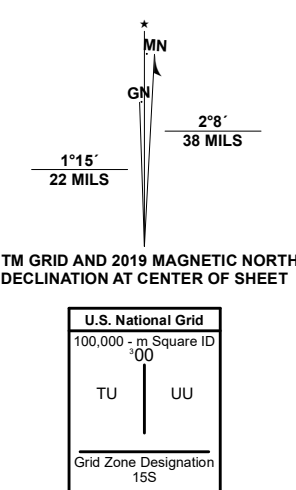 ★
MN
GN
2°8´
38 MILS
1°15´
22 MILS
TM GRID AND 2019 MAGNETIC NORTH
DECLINATION AT CENTER OF SHEET
U.S. National Grid
100,000 - m Square ID
³00
TU UU
Grid Zone Designation
15S